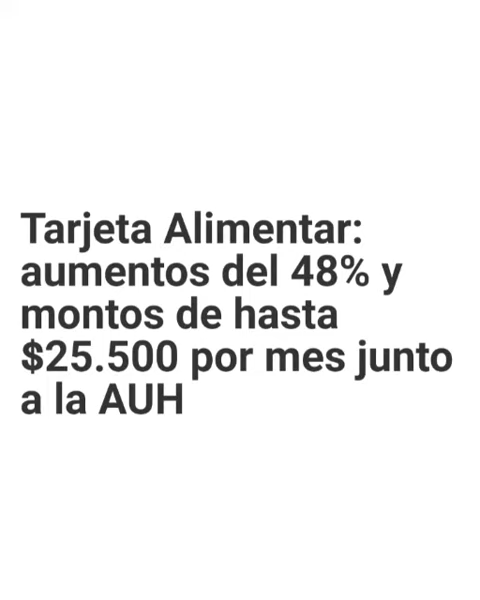 Tarjeta Alimentar:
aumentos del 48% y
montos de hasta
$25.500 por mes junto
a la AUH